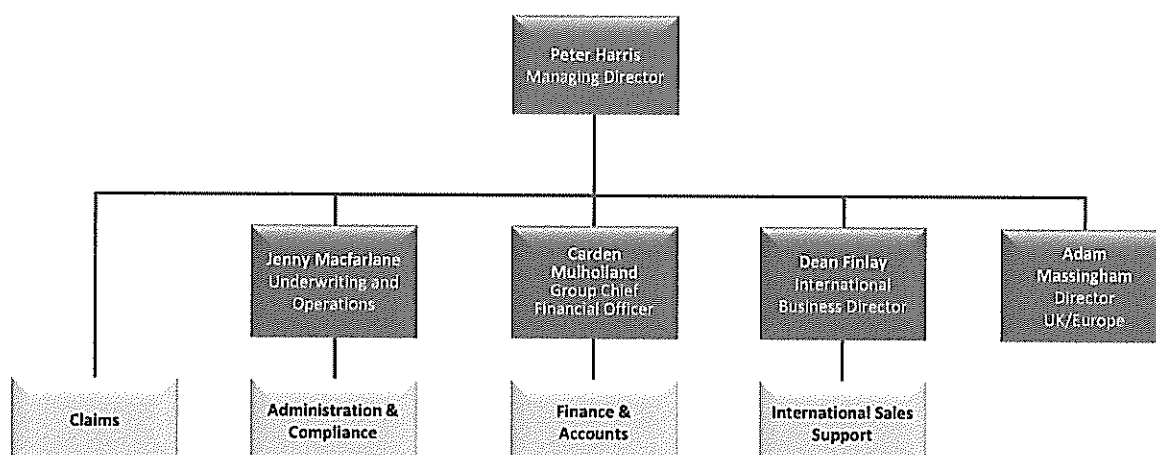 Peter Harris
Managing Director
Jenny Macfarlane
Underwriting and
Operations
Carden
Mulholland
Group Chief
Financial Officer
Dean Finlay
International
Business Director
Adam
Massingham
Director
UK/Europe
Claims
Administration &
Compliance
Finance &
Accounts
International Sales
Support